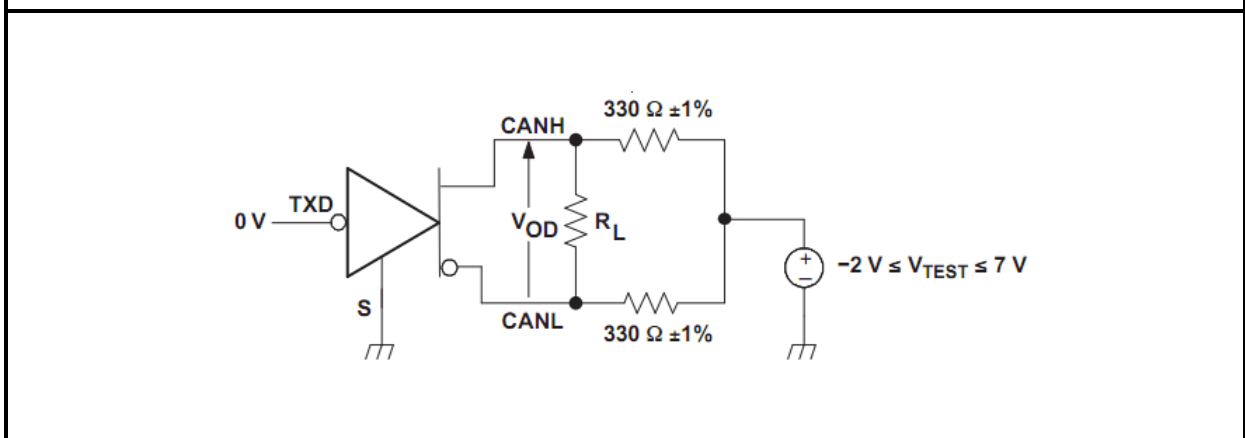 330 Ω ±1%
CANH
TXD
0 V
VOD
RL
+
−
−2 V ≤ VTEST ≤ 7 V
S
CANL
330 Ω ±1%